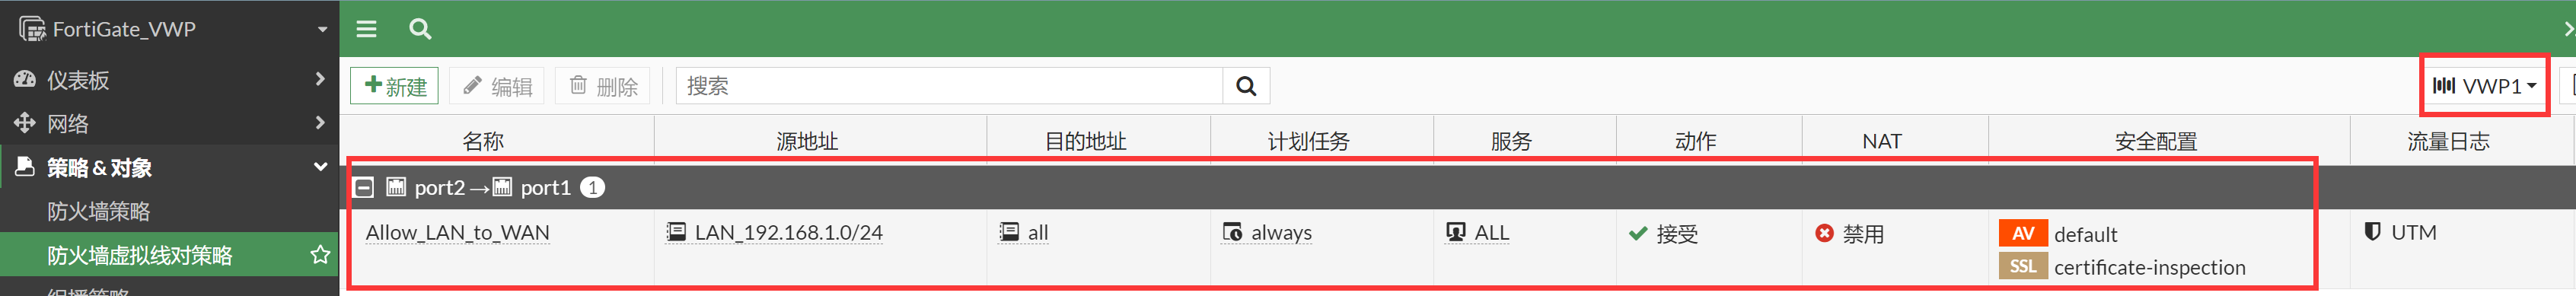 FortiGate_VWP
仪表板
网络
策略 & 对象
防火墙策略
防火墙虚拟线对策略
组播策略
新建 编辑 删除 搜索 VWP1
名称 源地址 目的地址 计划任务 服务 动作 NAT 安全配置 流量日志
port2→ port1 1
Allow_LAN_to_WAN LAN_192.168.1.0/24 all always ALL 接受 禁用 AV default UTM
SSL certificate-inspection